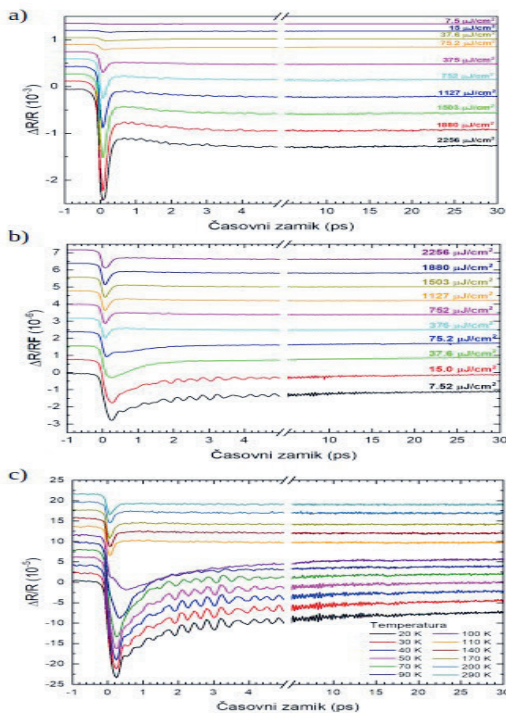 a)
1
0
-1
-2
ΔR/R (10⁻³)
7.5 µJ/cm²
15 µJ/cm²
37.6 µJ/cm²
75.2 µJ/cm²
375 µJ/cm²
752 µJ/cm²
1127 µJ/cm²
1503 µJ/cm²
1880 µJ/cm²
2256 µJ/cm²
-1 0 1 2 3 4 10 20 30
Časovni zamik (ps)
b)
7
6
5
4
3
2
1
0
-1
-2
-3
ΔR/RF (10⁻⁶)
2256 µJ/cm²
1880 µJ/cm²
1503 µJ/cm²
1127 µJ/cm²
752 µJ/cm²
375 µJ/cm²
75.2 µJ/cm²
37.6 µJ/cm²
15.0 µJ/cm²
7.52 µJ/cm²
-1 0 1 2 3 4 5 10 20 30
Časovni zamik (ps)
c)
25
20
15
10
5
0
-5
-10
-15
-20
-25
ΔR/R (10⁻⁵)
Temperatura
20 K 100 K
30 K 110 K
40 K 140 K
50 K 170 K
70 K 200 K
90 K 290 K
-1 0 1 2 3 4 5 10 20 30
Časovni zamik (ps)